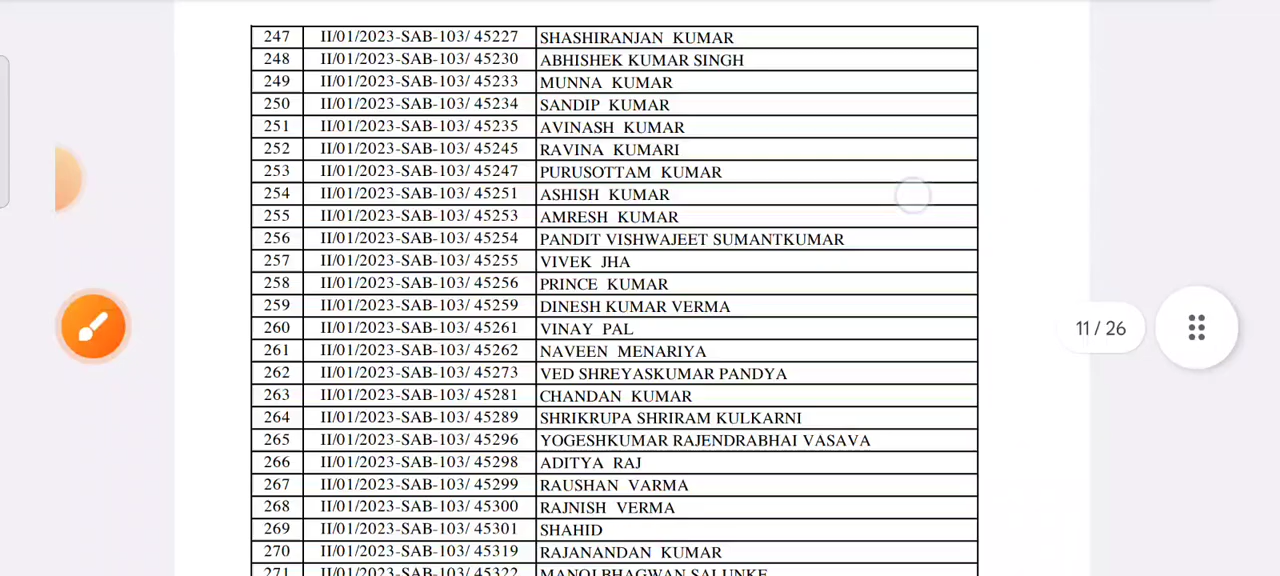 247 II/01/2023-SAB-103/ 45227 SHASHIRANJAN KUMAR
248 II/01/2023-SAB-103/ 45230 ABHISHEK KUMAR SINGH
249 II/01/2023-SAB-103/ 45233 MUNNA KUMAR
250 II/01/2023-SAB-103/ 45234 SANDIP KUMAR
251 II/01/2023-SAB-103/ 45235 AVINASH KUMAR
252 II/01/2023-SAB-103/ 45245 RAVINA KUMARI
253 II/01/2023-SAB-103/ 45247 PURUSOTTAM KUMAR
254 II/01/2023-SAB-103/ 45251 ASHISH KUMAR
255 II/01/2023-SAB-103/ 45253 AMRESH KUMAR
256 II/01/2023-SAB-103/ 45254 PANDIT VISHWAJEET SUMANTKUMAR
257 II/01/2023-SAB-103/ 45255 VIVEK JHA
258 II/01/2023-SAB-103/ 45256 PRINCE KUMAR
259 II/01/2023-SAB-103/ 45259 DINESH KUMAR VERMA
260 II/01/2023-SAB-103/ 45261 VINAY PAL
11 / 26
261 II/01/2023-SAB-103/ 45262 NAVEEN MENARIYA
262 II/01/2023-SAB-103/ 45273 VED SHREYASKUMAR PANDYA
263 II/01/2023-SAB-103/ 45281 CHANDAN KUMAR
264 II/01/2023-SAB-103/ 45289 SHRIKRUPA SHRIRAM KULKARNI
265 II/01/2023-SAB-103/ 45296 YOGESHKUMAR RAJENDRABHAI VASAVA
266 II/01/2023-SAB-103/ 45298 ADITYA RAJ
267 II/01/2023-SAB-103/ 45299 RAUSHAN VARMA
268 II/01/2023-SAB-103/ 45300 RAJNISH VERMA
269 II/01/2023-SAB-103/ 45301 SHAHID
270 II/01/2023-SAB-103/ 45319 RAJANANDAN KUMAR
271 II/01/2023-SAB-103/ 45322 MANOJ BHAGWAN SALUNKE